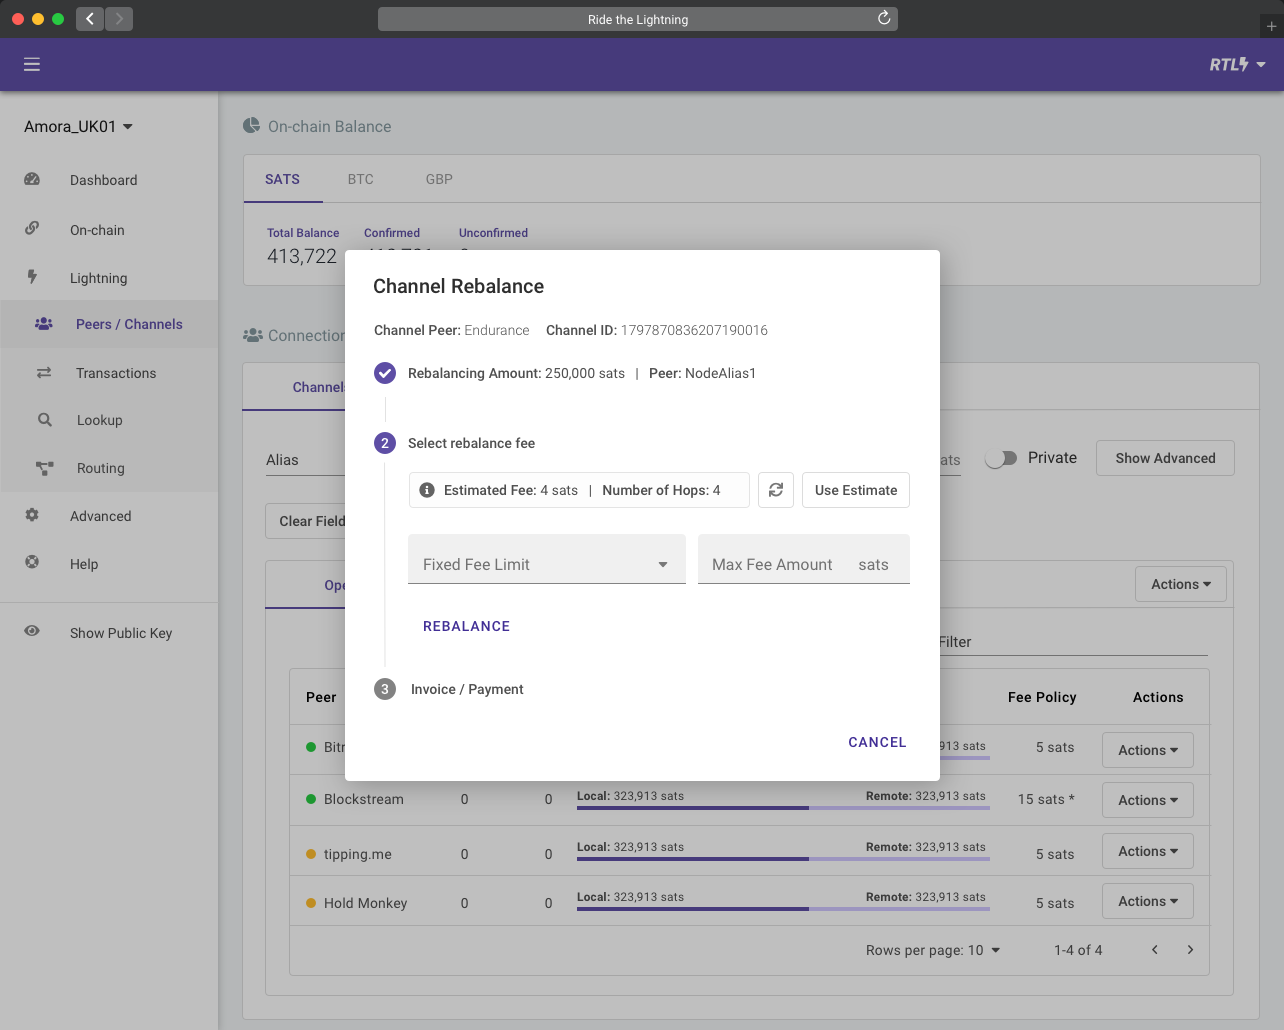 Ride the Lightning
RTL
Amora_UK01
Dashboard
On-chain
Lightning
Peers / Channels
Transactions
Lookup
Routing
Advanced
Help
Show Public Key
On-chain Balance
SATS BTC GBP
Total Balance Confirmed Unconfirmed
413,722
Connection
Channels
Alias
Private Show Advanced
Clear Field
Channel Rebalance
Channel Peer: Endurance Channel ID: 1797870836207190016
Rebalancing Amount: 250,000 sats | Peer: NodeAlias1
2 Select rebalance fee
Estimated Fee: 4 sats | Number of Hops: 4 Use Estimate
Fixed Fee Limit Max Fee Amount sats
REBALANCE
3 Invoice / Payment
CANCEL
Actions
Filter
Peer Fee Policy Actions
913 sats 5 sats Actions
Blockstream 0 0 Local: 323,913 sats Remote: 323,913 sats 15 sats * Actions
tipping.me 0 0 Local: 323,913 sats Remote: 323,913 sats 5 sats Actions
Hold Monkey 0 0 Local: 323,913 sats Remote: 323,913 sats 5 sats Actions
Rows per page: 10 1-4 of 4